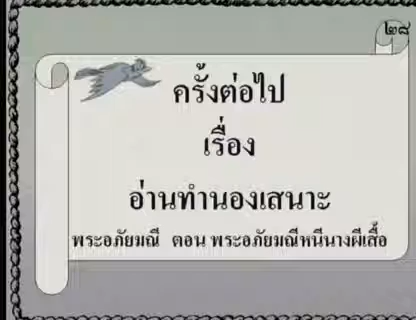 ๒๘
ครั้งต่อไป
เรื่อง
อ่านทำนองเสนาะ
พระอภัยมณี ตอน พระอภัยมณีหนีนางผีเสื้อ